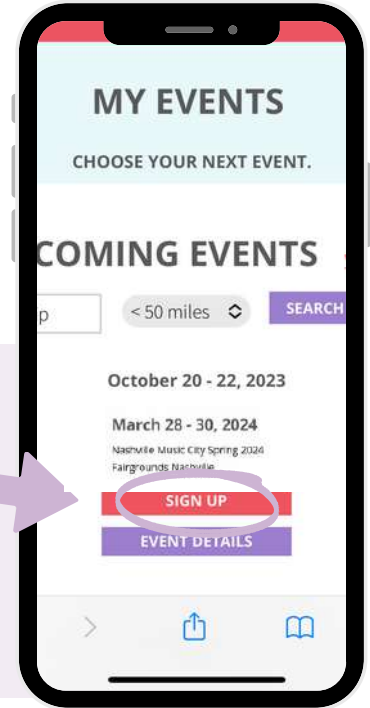 MY EVENTS
CHOOSE YOUR NEXT EVENT.
COMING EVENTS
p
< 50 miles
SEARCH
October 20 - 22, 2023
March 28 - 30, 2024
Nashville Music City Spring 2024
Fairgrounds Nashville
SIGN UP
EVENT DETAILS